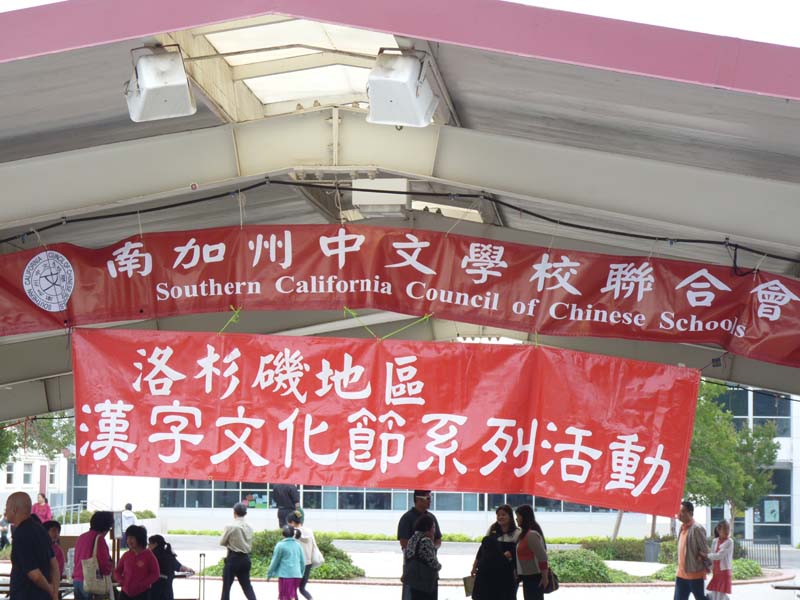 南加州中文學校聯合會
Southern California Council of Chinese Schools
洛杉磯地區
漢字文化節系列活動